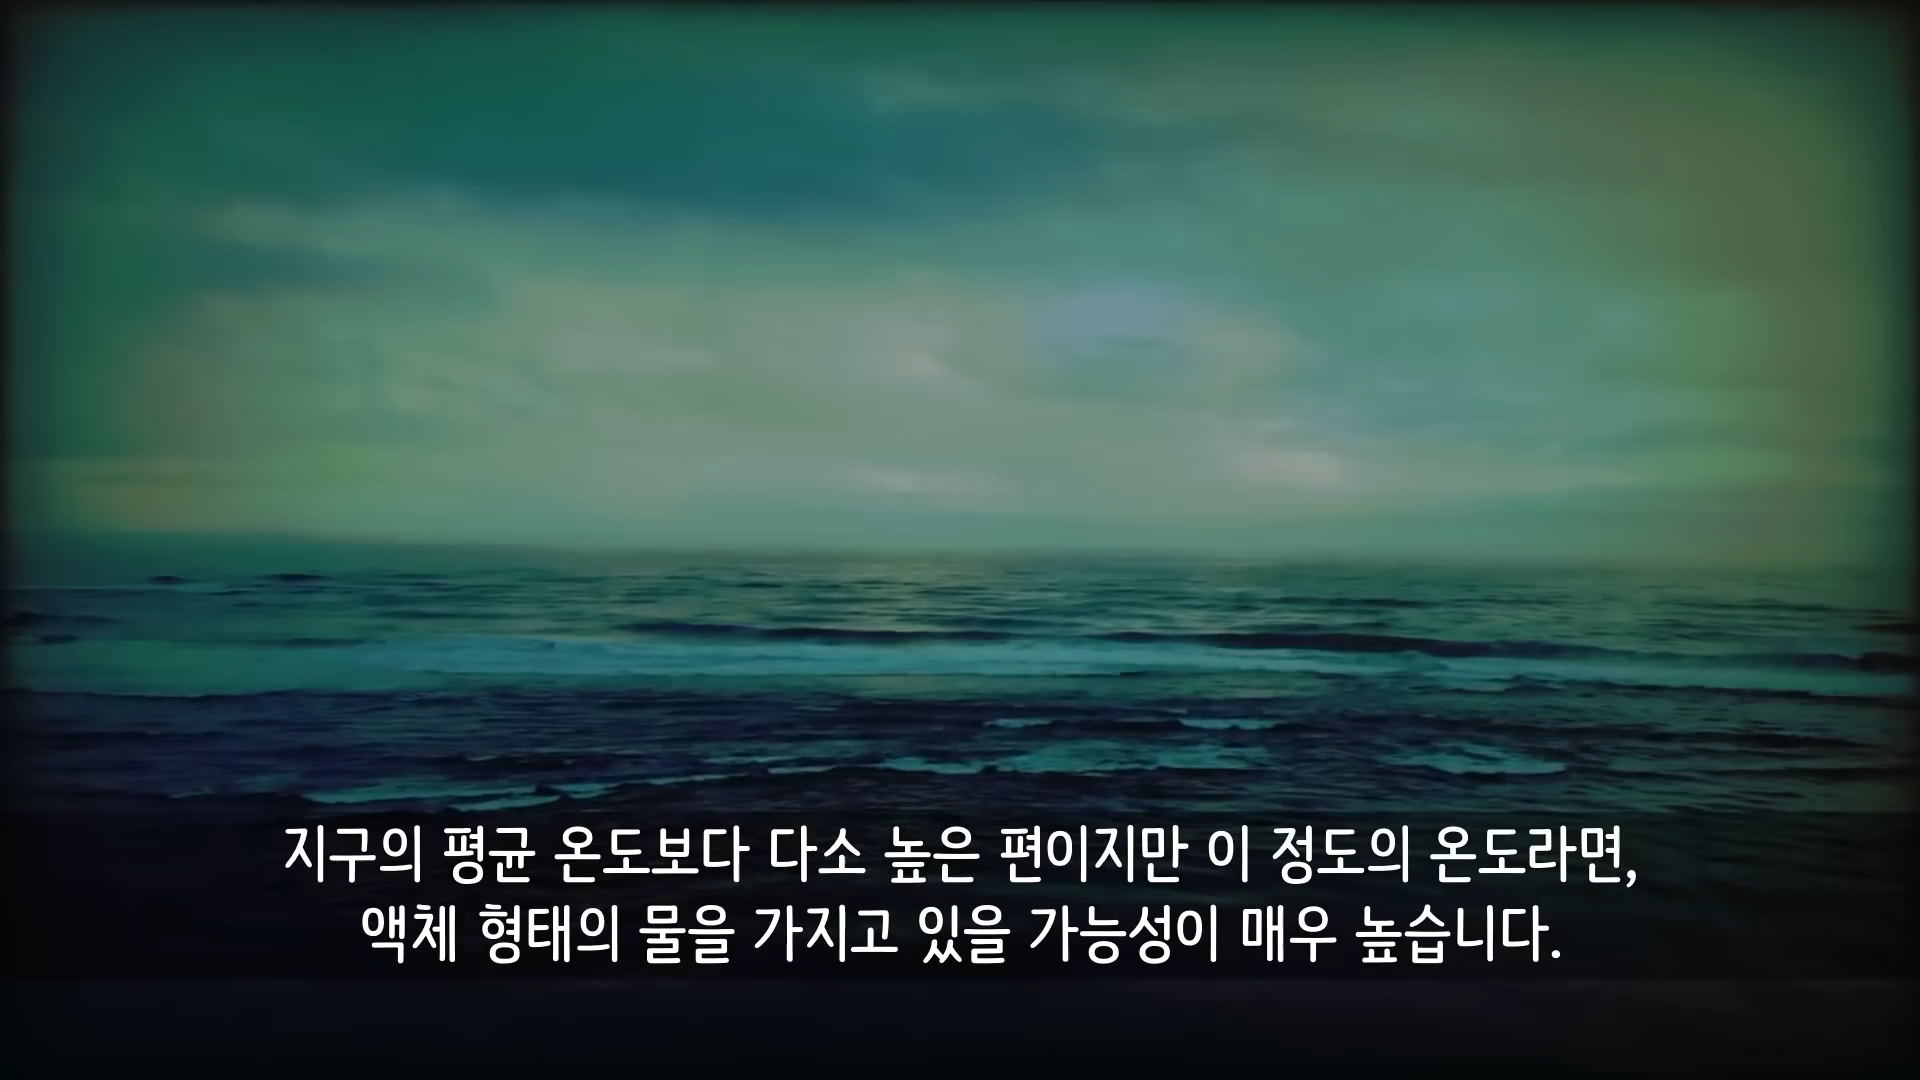 지구의 평균 온도보다 다소 높은 편이지만 이 정도의 온도라면,
액체 형태의 물을 가지고 있을 가능성이 매우 높습니다.